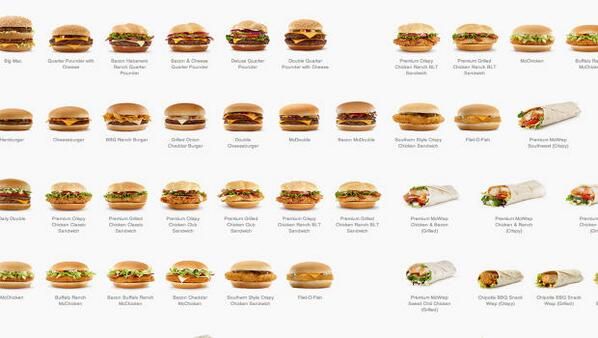 Big Mac
Quarter Pounder with
Cheese
Bacon Habanero
Ranch Quarter
Pounder
Bacon & Cheese
Quarter Pounder
Deluxe Quarter
Pounder
Double Quarter
Pounder with Cheese
Premium Crispy
Chicken Ranch BLT
Sandwich
Premium Grilled
Chicken Ranch BLT
Sandwich
McChicken
Buffalo Ra
McChick
Hamburger
Cheeseburger
BBQ Ranch Burger
Grilled Onion
Cheddar Burger
Double
Cheeseburger
McDouble
Bacon McDouble
Southern Style Crispy
Chicken Sandwich
Filet-O-Fish
Premium McWrap
Southwest (Crispy)
Daily Double
Premium Crispy
Chicken Classic
Sandwich
Premium Grilled
Chicken Classic
Sandwich
Premium Crispy
Chicken Club
Sandwich
Premium Grilled
Chicken Club
Sandwich
Premium Crispy
Chicken Ranch BLT
Sandwich
Premium Grilled
Chicken Ranch BLT
Sandwich
Premium McWrap
Chicken & Bacon
(Grilled)
Premium McWrap
Chicken & Ranch
(Crispy)
McChicken
Buffalo Ranch
McChicken
Bacon Buffalo Ranch
McChicken
Bacon Cheddar
McChicken
Southern Style Crispy
Chicken Sandwich
Filet-O-Fish
Premium McWrap
Sweet Chili Chicken
(Grilled)
Chipotle BBQ Snack
Wrap (Crispy)
Chipotle BBQ Snack
Wrap (Grilled)